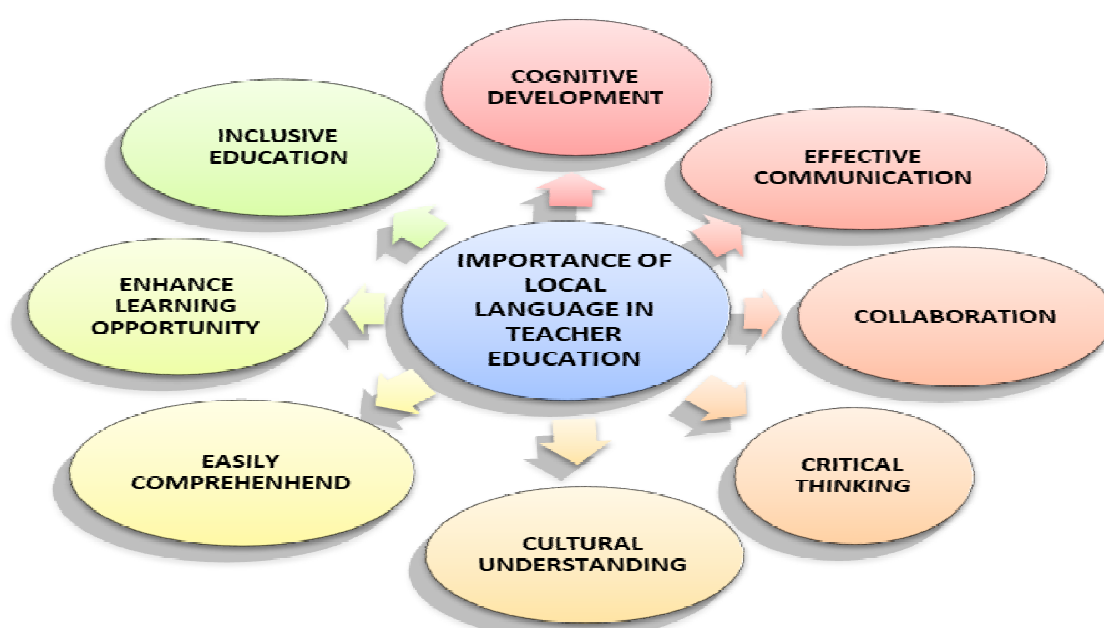 COGNITIVE
DEVELOPMENT
EFFECTIVE
COMMUNICATION
COLLABORATION
CRITICAL
THINKING
CULTURAL
UNDERSTANDING
EASILY
COMPREHENHEND
ENHANCE
LEARNING
OPPORTUNITY
INCLUSIVE
EDUCATION
IMPORTANCE OF
LOCAL
LANGUAGE IN
TEACHER
EDUCATION